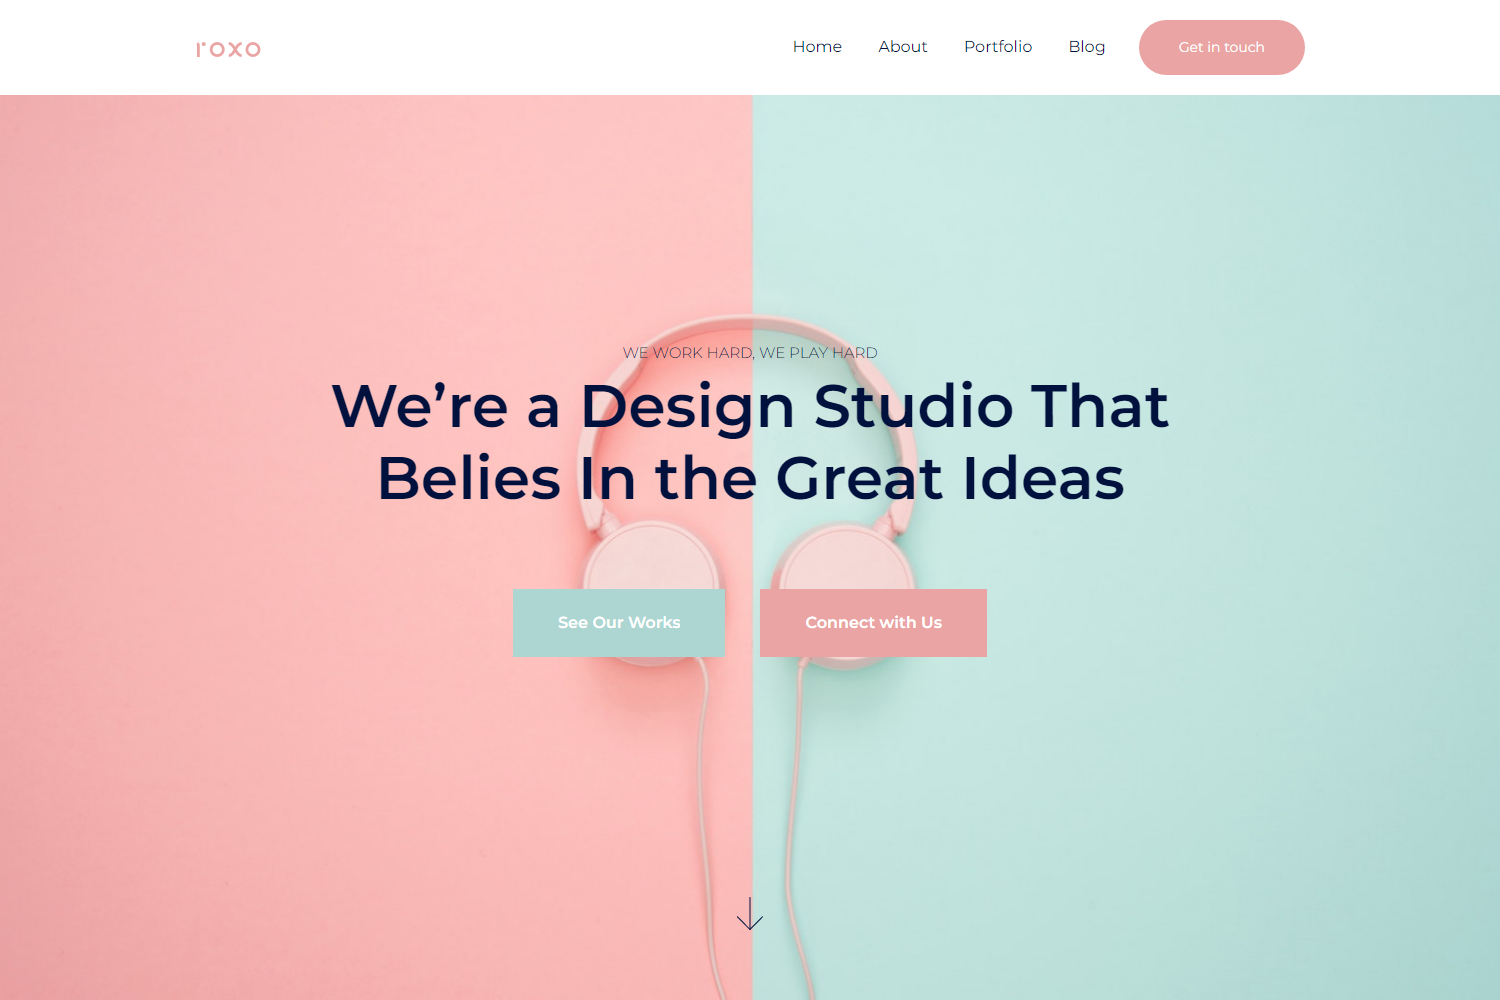 roxo
Home About Portfolio Blog Get in touch
WE WORK HARD, WE PLAY HARD
We’re a Design Studio That
Belies In the Great Ideas
See Our Works Connect with Us